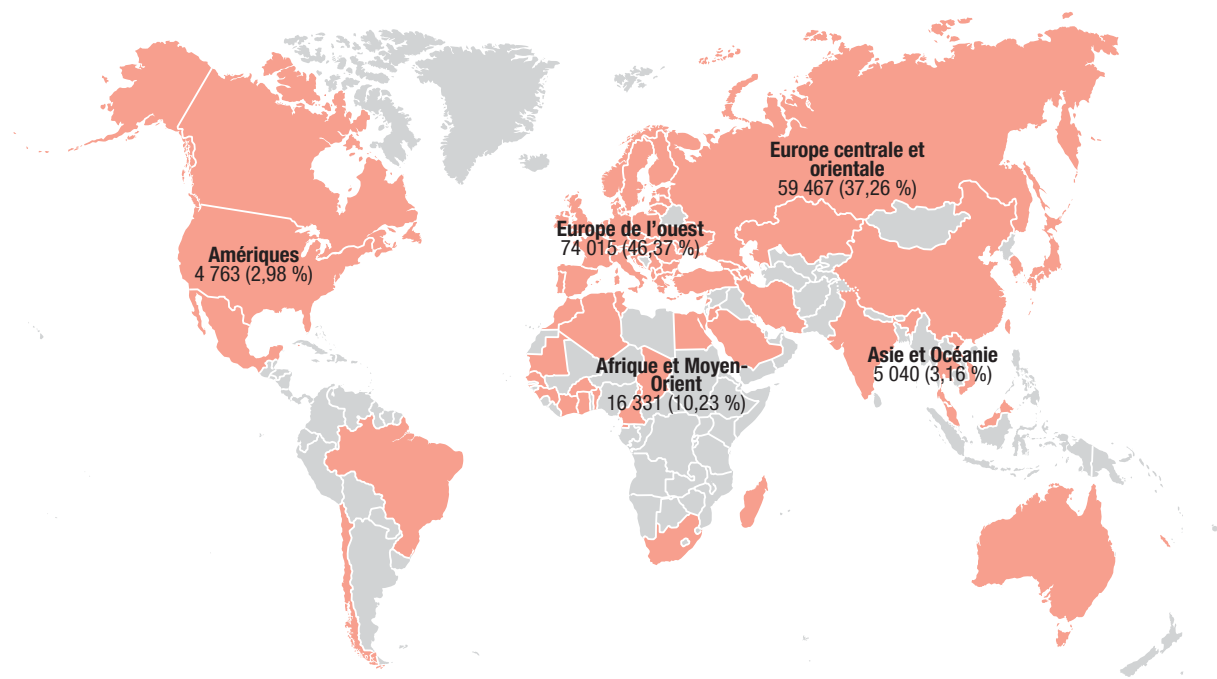 Europe centrale et
orientale
59 467 (37,26 %)
Europe de l’ouest
74 015 (46,37 %)
Amériques
4 763 (2,98 %)
Asie et Océanie
5 040 (3,16 %)
Afrique et Moyen-
Orient
16 331 (10,23 %)